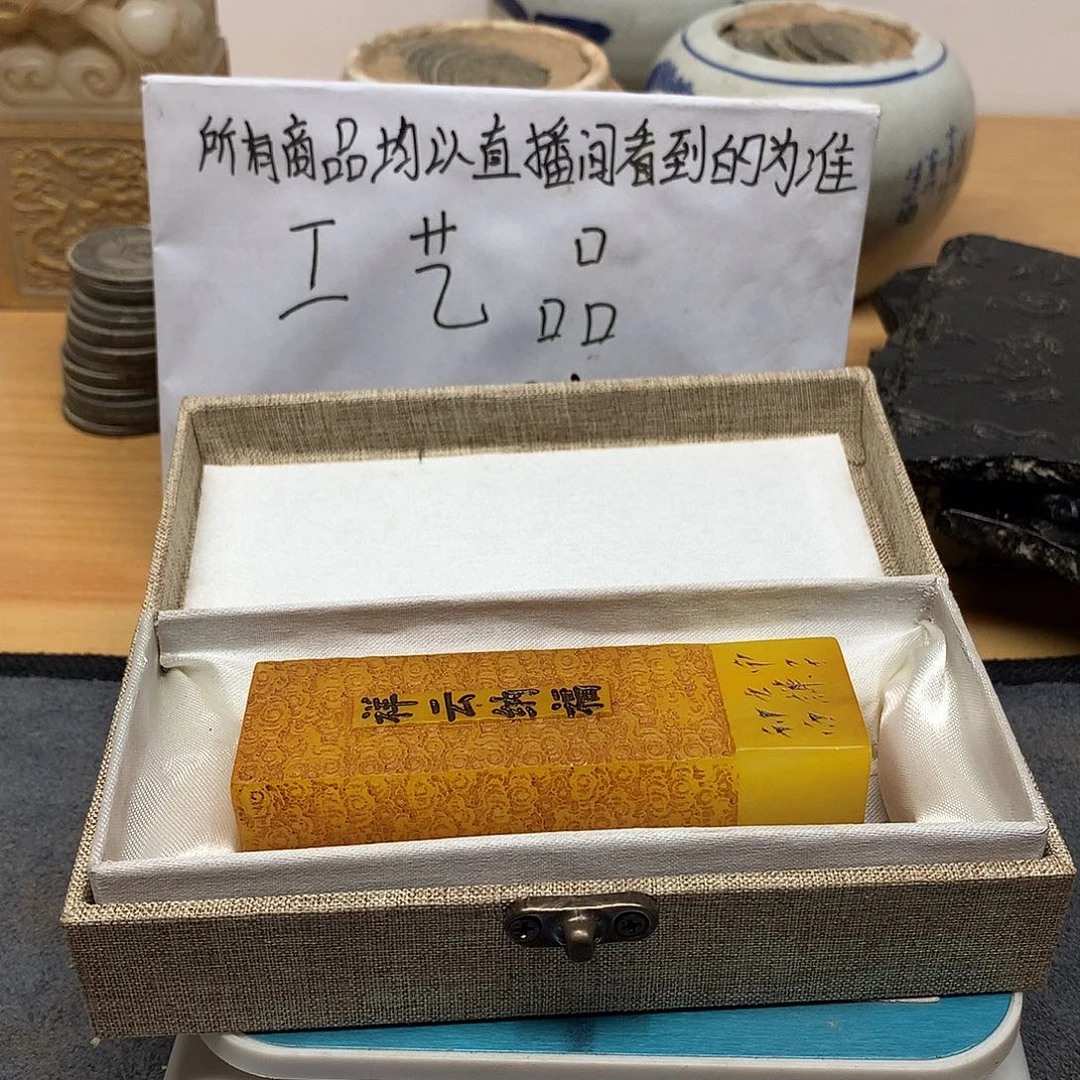 所有商品均以直播间看到的为准
工艺品
祥云纳福